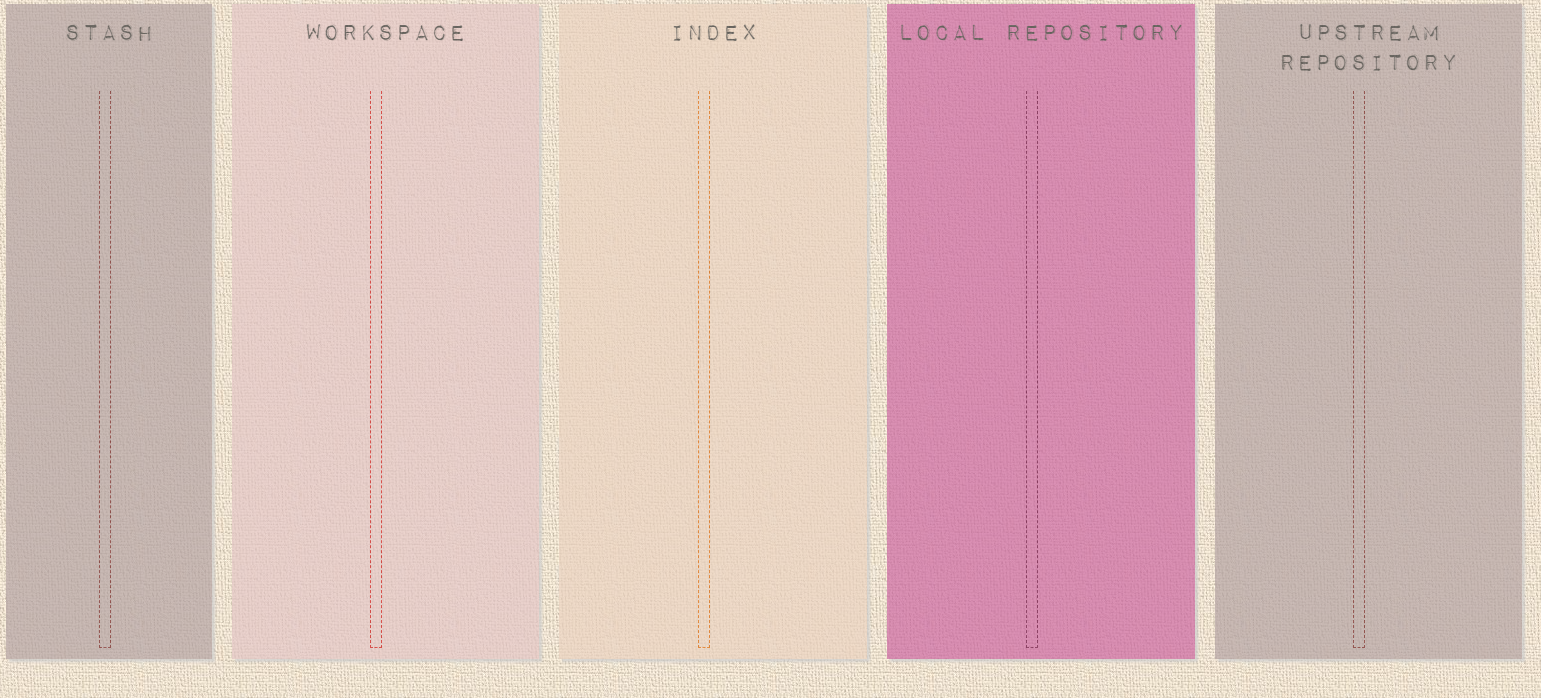 STASH
WORKSPACE
INDEX
LOCAL REPOSITORY
UPSTREAM
REPOSITORY